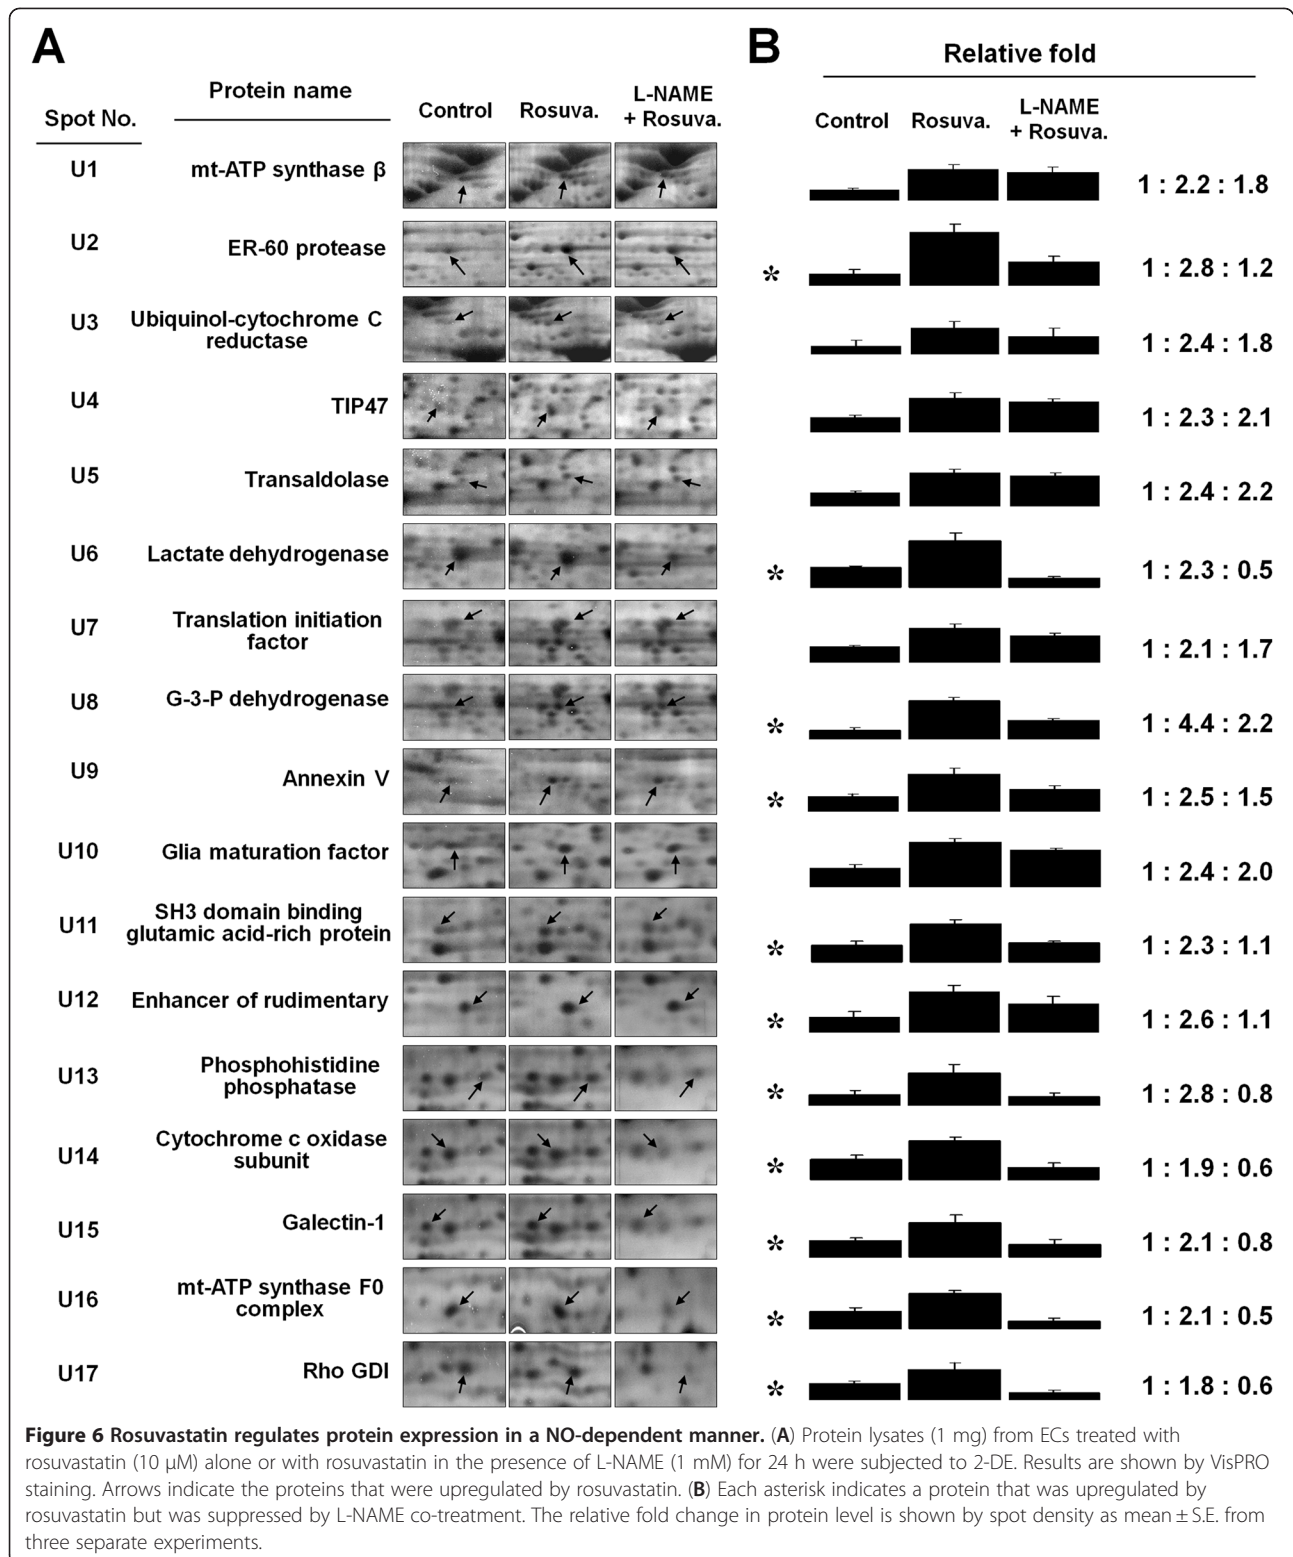 A
B
Relative fold
Spot No.
Protein name
Control
Rosuva.
L-NAME
+ Rosuva.
Control
Rosuva.
L-NAME
+ Rosuva.
U1
mt-ATP synthase β
1 : 2.2 : 1.8
U2
ER-60 protease
*
1 : 2.8 : 1.2
U3
Ubiquinol-cytochrome C
reductase
1 : 2.4 : 1.8
U4
TIP47
1 : 2.3 : 2.1
U5
Transaldolase
1 : 2.4 : 2.2
U6
Lactate dehydrogenase
*
1 : 2.3 : 0.5
U7
Translation initiation
factor
1 : 2.1 : 1.7
U8
G-3-P dehydrogenase
*
1 : 4.4 : 2.2
U9
Annexin V
*
1 : 2.5 : 1.5
U10
Glia maturation factor
1 : 2.4 : 2.0
U11
SH3 domain binding
glutamic acid-rich protein
*
1 : 2.3 : 1.1
U12
Enhancer of rudimentary
*
1 : 2.6 : 1.1
U13
Phosphohistidine
phosphatase
*
1 : 2.8 : 0.8
U14
Cytochrome c oxidase
subunit
*
1 : 1.9 : 0.6
U15
Galectin-1
*
1 : 2.1 : 0.8
U16
mt-ATP synthase F0
complex
*
1 : 2.1 : 0.5
U17
Rho GDI
*
1 : 1.8 : 0.6
Figure 6 Rosuvastatin regulates protein expression in a NO-dependent manner. (A) Protein lysates (1 mg) from ECs treated with
rosuvastatin (10 μM) alone or with rosuvastatin in the presence of L-NAME (1 mM) for 24 h were subjected to 2-DE. Results are shown by VisPRO
staining. Arrows indicate the proteins that were upregulated by rosuvastatin. (B) Each asterisk indicates a protein that was upregulated by
rosuvastatin but was suppressed by L-NAME co-treatment. The relative fold change in protein level is shown by spot density as mean ± S.E. from
three separate experiments.